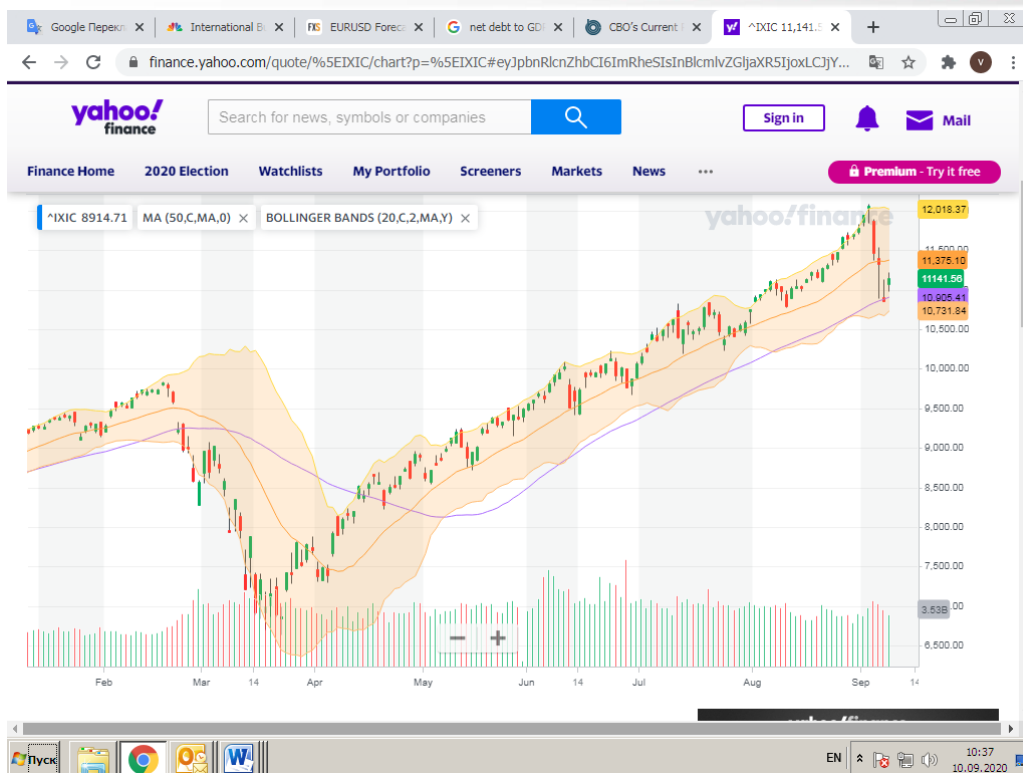 Google Перекл
International B
FXS EURUSD Foreca
G net debt to GD
CBO's Current
y! ^IXIC 11,141.5
finance.yahoo.com/quote/%5EIXIC/chart?p=%5EIXIC#eyJpbnRlcnZhbCI6ImRheSIsInBlcmlvZGljaXR5IjoxLCJjY...
V
yahoo!
finance
Search for news, symbols or companies
Sign in
Mail
Finance Home 2020 Election Watchlists My Portfolio Screeners Markets News ...
Premium - Try it free
^IXIC 8914.71 MA (50,C,MA,0) BOLLINGER BANDS (20,C,2,MA,Y)
yahoo!finance
12,018.37
11,500.00
11,375.10
11141.56
10,905.41
10,731.84
10,500.00
10,000.00
9,500.00
9,000.00
8,500.00
8,000.00
7,500.00
3.53B
6,500.00
Feb Mar 14 Apr May Jun 14 Jul Aug Sep 14
Пуск
EN
10:37
10.09.2020